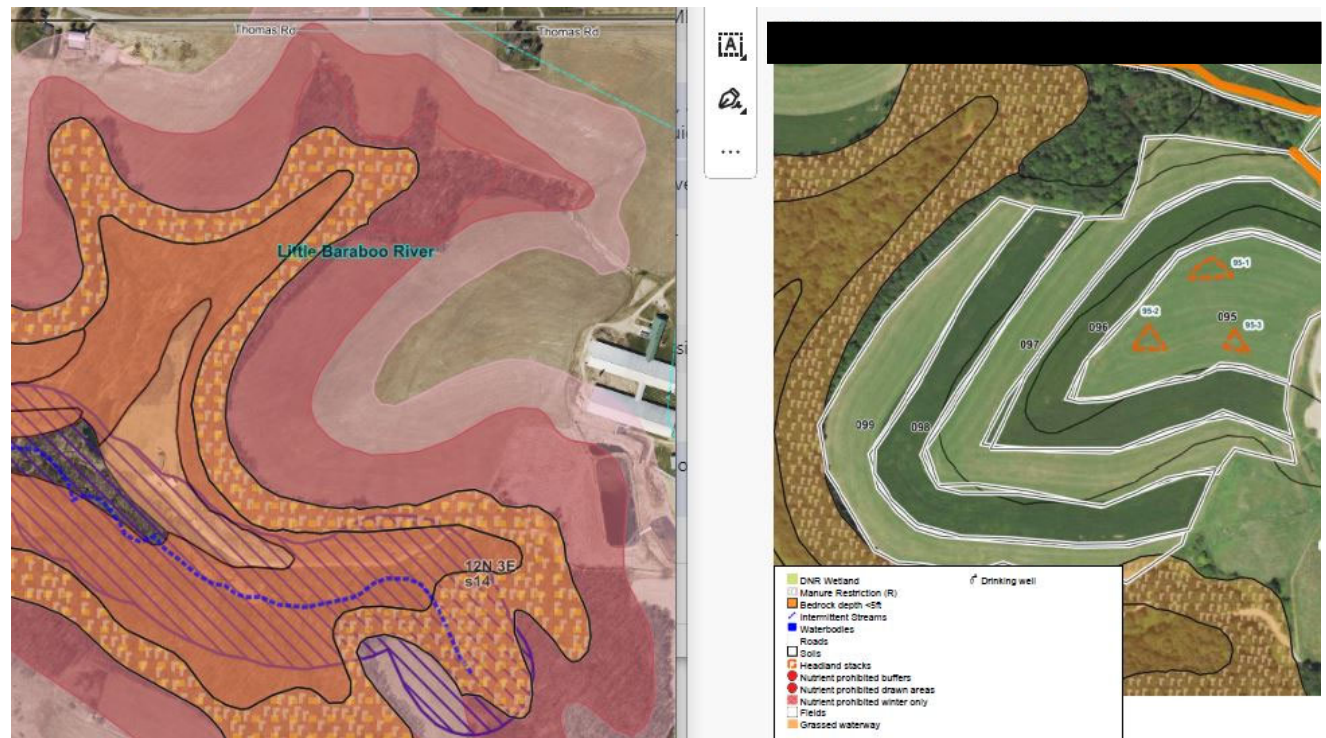 Thomas Rd
Thomas Rd
Little Baraboo River
12N 3E
s14
A
...
95-1
95-2
095
95-3
096
097
099
098
DNR Wetland
Manure Restriction (R)
Bedrock depth <5ft
Intermittent Streams
Waterbodies
Roads
Soils
Headland stacks
Nutrient prohibited buffers
Nutrient prohibited drawn areas
Nutrient prohibited winter only
Fields
Grassed waterway
Drinking well